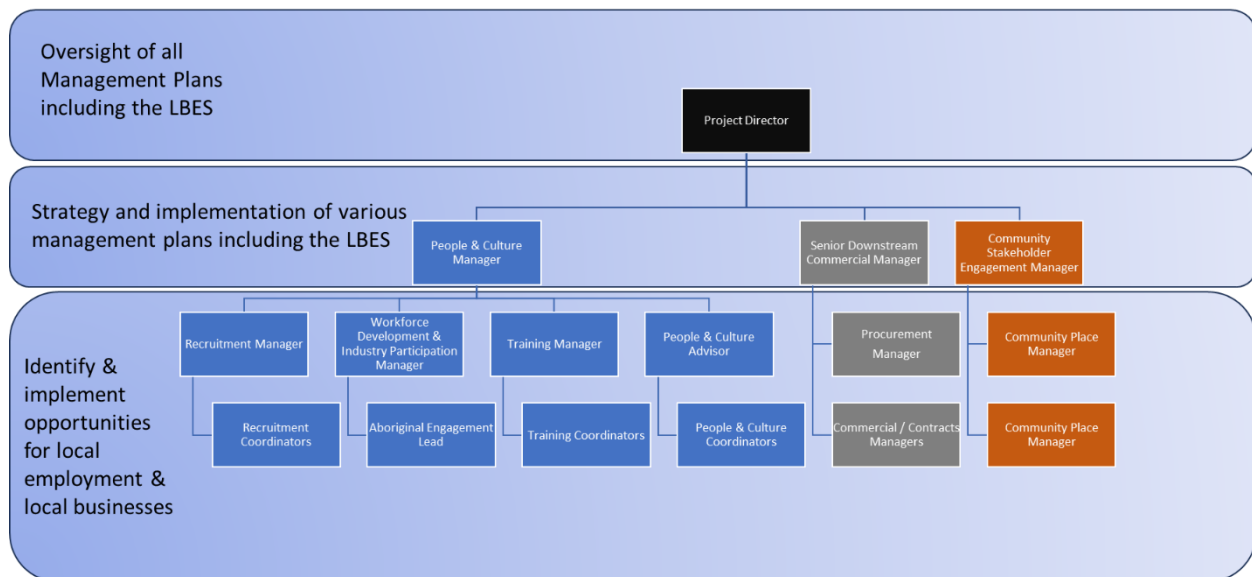 Oversight of all
Management Plans
including the LBES
Project Director
Strategy and implementation of various
management plans including the LBES
People & Culture
Manager
Senior Downstream
Commercial Manager
Community
Stakeholder
Engagement Manager
Identify &
implement
opportunities
for local
employment &
local businesses
Recruitment Manager
Workforce
Development &
Industry Participation
Manager
Training Manager
People & Culture
Advisor
Procurement
Manager
Community Place
Manager
Recruitment
Coordinators
Aboriginal Engagement
Lead
Training Coordinators
People & Culture
Coordinators
Commercial / Contracts
Managers
Community Place
Manager